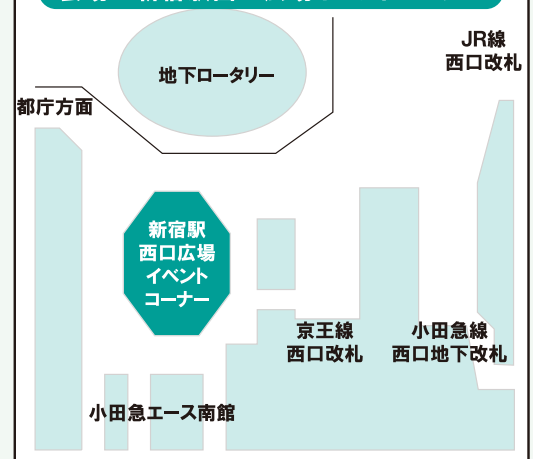 JR線
西口改札
地下ロータリー
都庁方面
新宿駅
西口広場
イベント
コーナー
京王線
西口改札
小田急線
西口地下改札
小田急エース南館